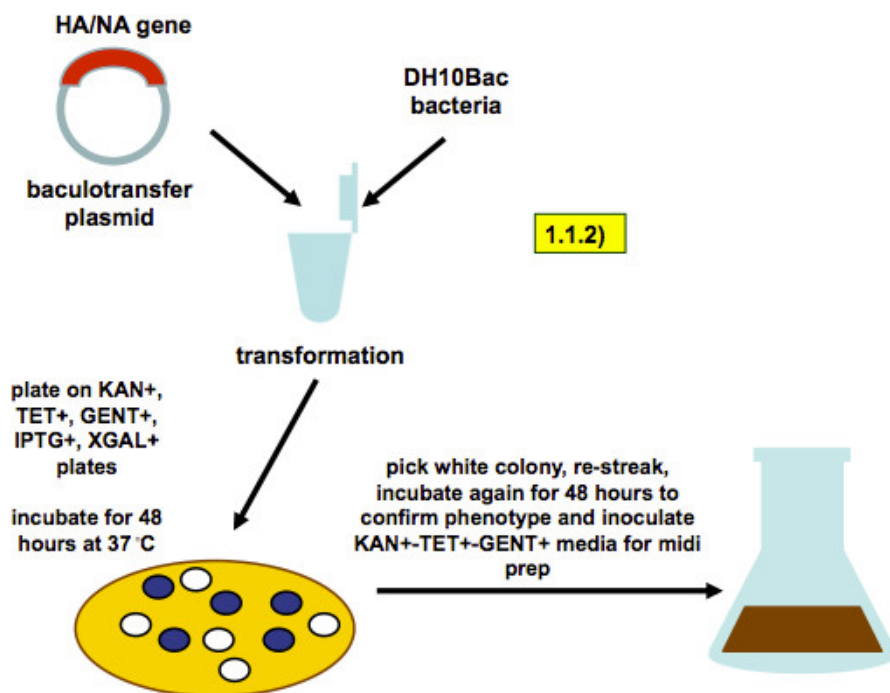 HA/NA gene
baculotransfer
plasmid
DH10Bac
bacteria
1.1.2)
transformation
plate on KAN+,
TET+, GENT+,
IPTG+, XGAL+
plates
incubate for 48
hours at 37 °C
pick white colony, re-streak,
incubate again for 48 hours to
confirm phenotype and inoculate
KAN+-TET+-GENT+ media for midi
prep